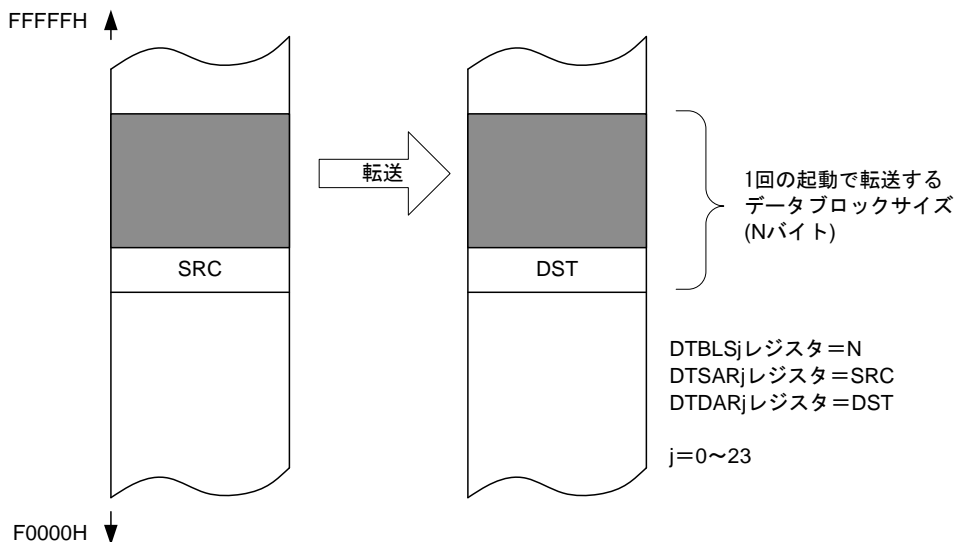 FFFFFH
転送
SRC
DST
1回の起動で転送する
データブロックサイズ
(Nバイト)
DTBLSjレジスタ＝N
DTSARjレジスタ＝SRC
DTDARjレジスタ＝DST
j＝0～23
F0000H